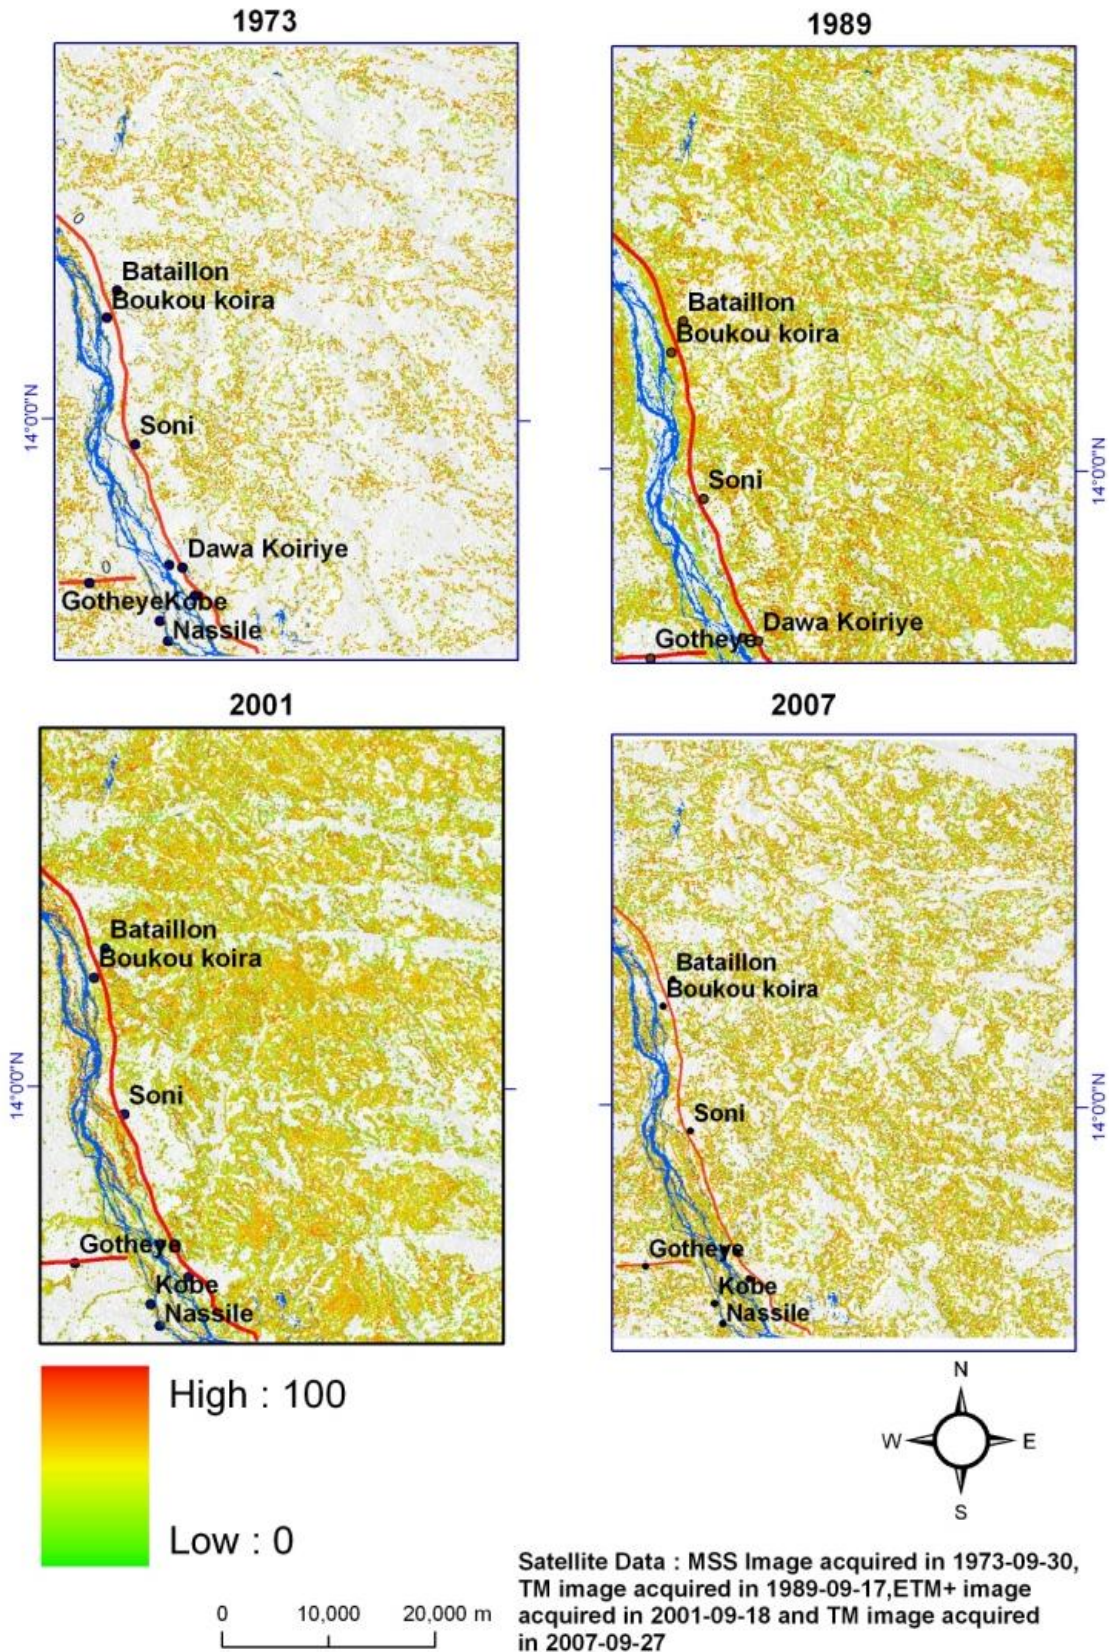 1973
1989
0
Bataillon
Boukou koira
Soni
Dawa Koiriye
0
GotheyeKobe
Nassile
14°0'0"N
Bataillon
Boukou koira
Soni
Dawa Koiriye
Gotheye
14°0'0"N
2001
2007
Bataillon
Boukou koira
Soni
Gotheye
Kobe
Nassile
14°0'0"N
Bataillon
Boukou koira
Soni
Gotheye
Kobe
Nassile
14°0'0"N
High : 100
Low : 0
N
W E
S
0 10,000 20,000 m
Satellite Data : MSS Image acquired in 1973-09-30,
TM image acquired in 1989-09-17,ETM+ image
acquired in 2001-09-18 and TM image acquired
in 2007-09-27